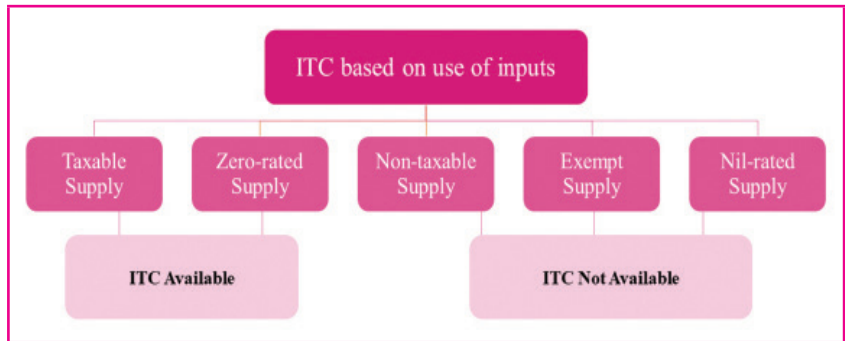 ITC based on use of inputs
Taxable
Supply
Zero-rated
Supply
Non-taxable
Supply
Exempt
Supply
Nil-rated
Supply
ITC Available
ITC Not Available